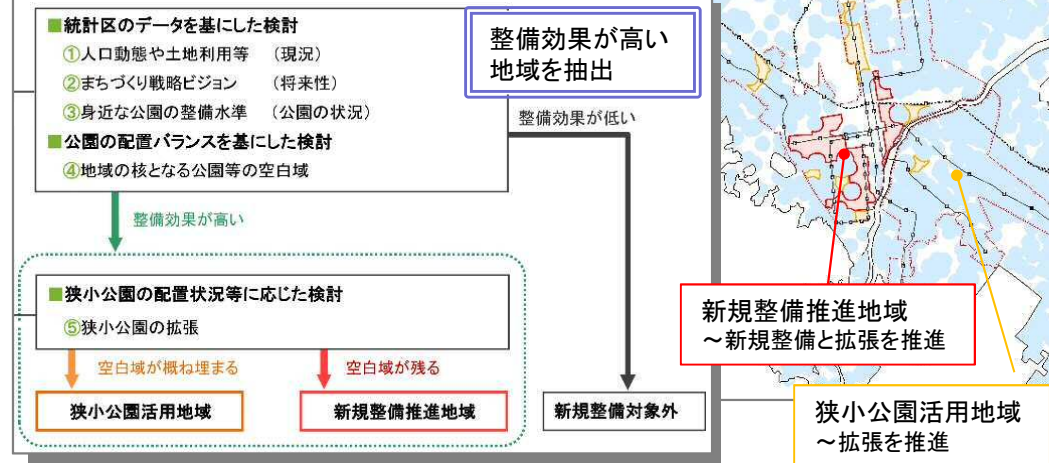 ■統計区のデータを基にした検討
①人口動態や土地利用等 （現況）
②まちづくり戦略ビジョン （将来性）
③身近な公園の整備水準 （公園の状況）
■公園の配置バランスを基にした検討
④地域の核となる公園等の空白域
整備効果が高い
地域を抽出
整備効果が低い
整備効果が高い
■狭小公園の配置状況等に応じた検討
⑤狭小公園の拡張
空白域が概ね埋まる
空白域が残る
狭小公園活用地域
新規整備推進地域
新規整備対象外
新規整備推進地域
～新規整備と拡張を推進
狭小公園活用地域
～拡張を推進